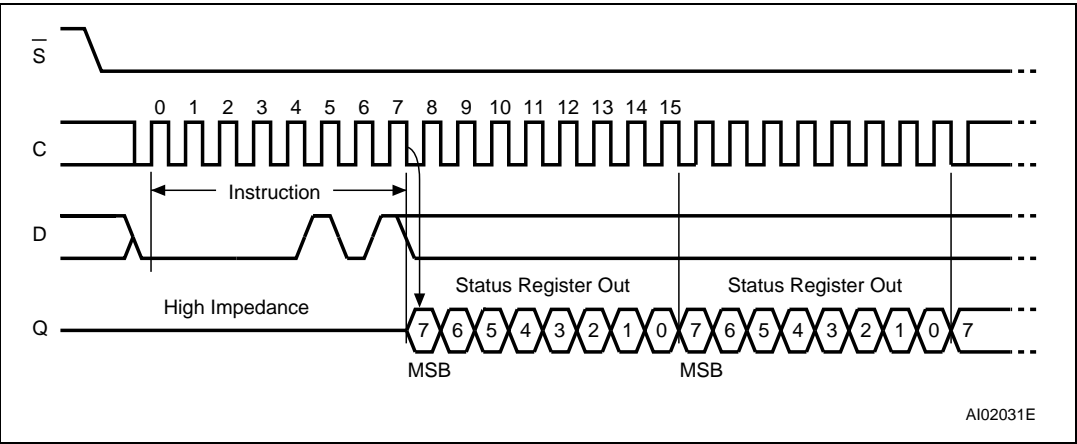 S
0 1 2 3 4 5 6 7 8 9 10 11 12 13 14 15
C
Instruction
D
Status Register Out Status Register Out
High Impedance
Q
7 6 5 4 3 2 1 0 7 6 5 4 3 2 1 0 7
MSB MSB
AI02031E